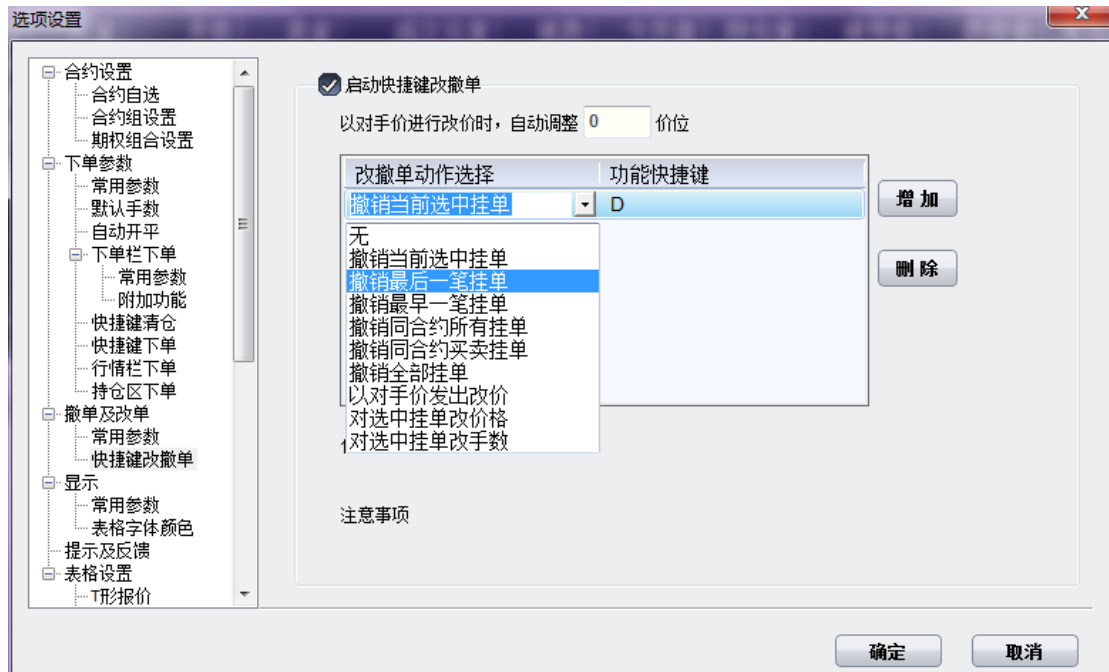 选项设置
X
合约设置
合约自选
合约组设置
期权组合设置
下单参数
常用参数
默认手数
自动开平
下单栏下单
常用参数
附加功能
快捷键清仓
快捷键下单
行情栏下单
持仓区下单
撤单及改单
常用参数
快捷键改撤单
显示
常用参数
表格字体颜色
提示及反馈
表格设置
T形报价
启动快捷键改撤单
以对手价进行改价时，自动调整 0 价位
改撤单动作选择 功能快捷键
撤销当前选中挂单 D
无
撤销当前选中挂单
撤销最后一笔挂单
撤销最早一笔挂单
撤销同合约所有挂单
撤销同合约买卖挂单
撤销全部挂单
以对手价发出改价
对选中挂单改价格
对选中挂单改手数
增 加
删 除
注意事项
确定 取消